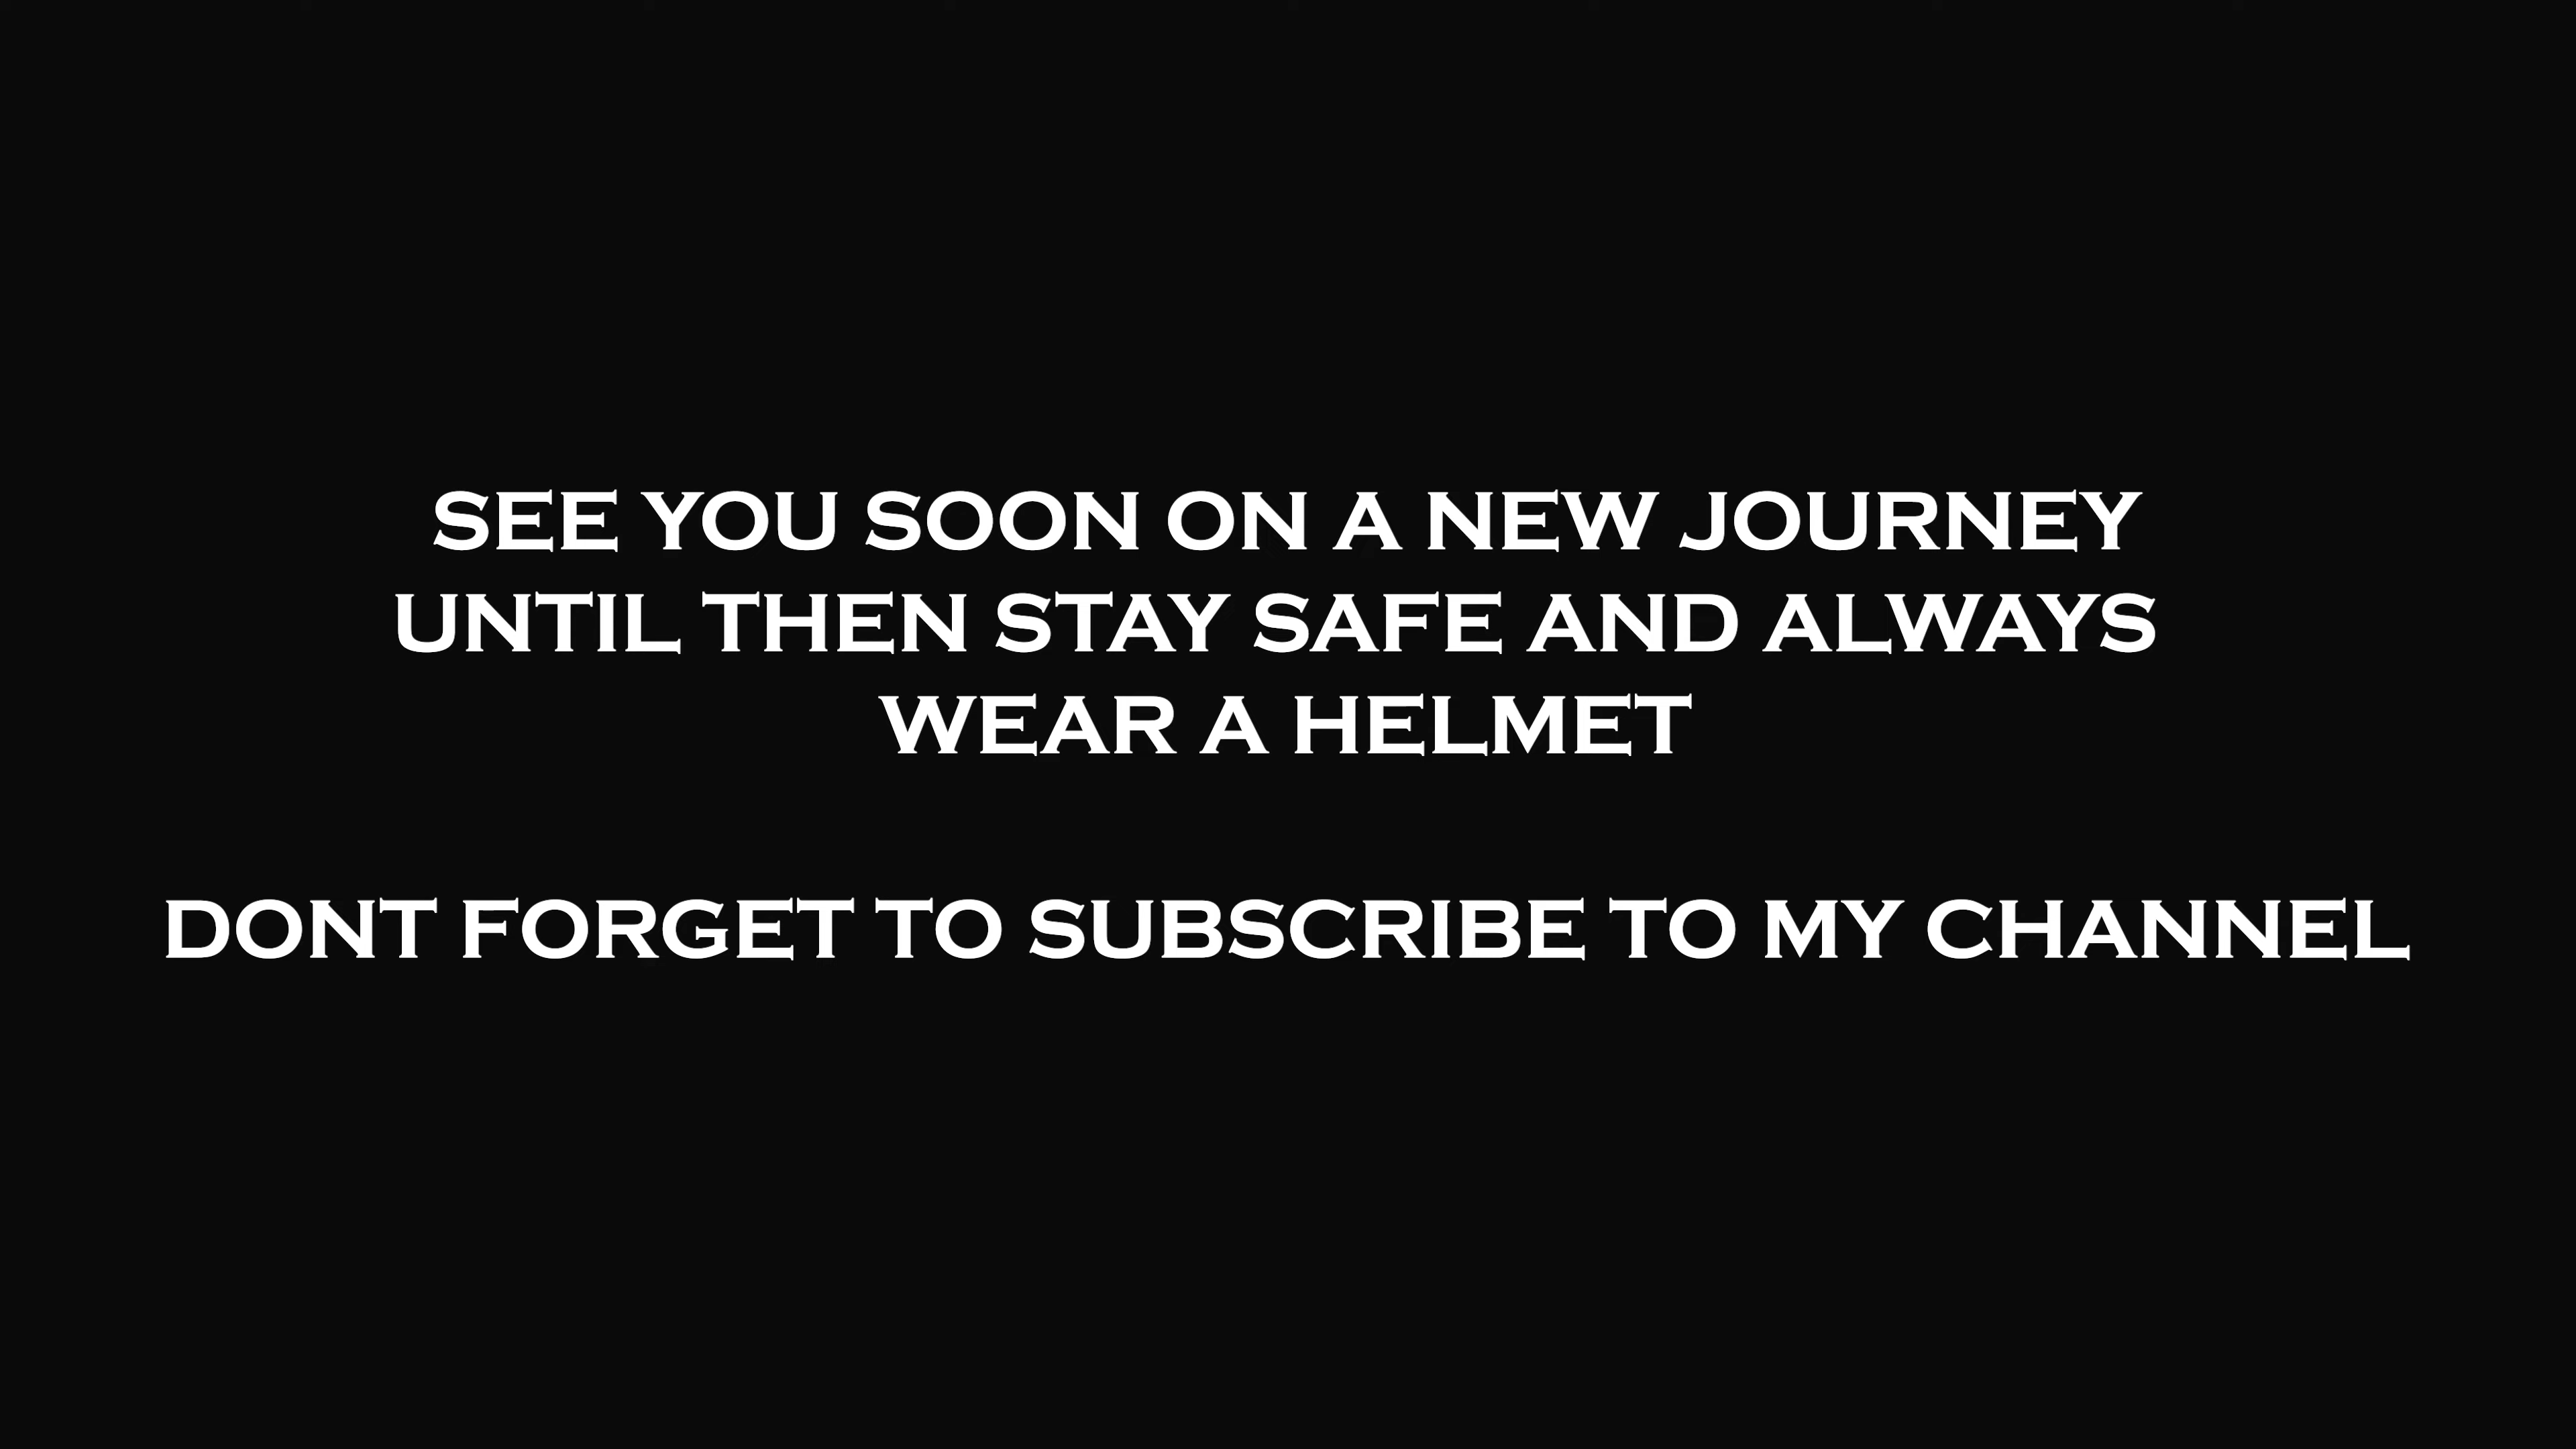 SEE YOU SOON ON A NEW JOURNEY
UNTIL THEN STAY SAFE AND ALWAYS
WEAR A HELMET
DONT FORGET TO SUBSCRIBE TO MY CHANNEL